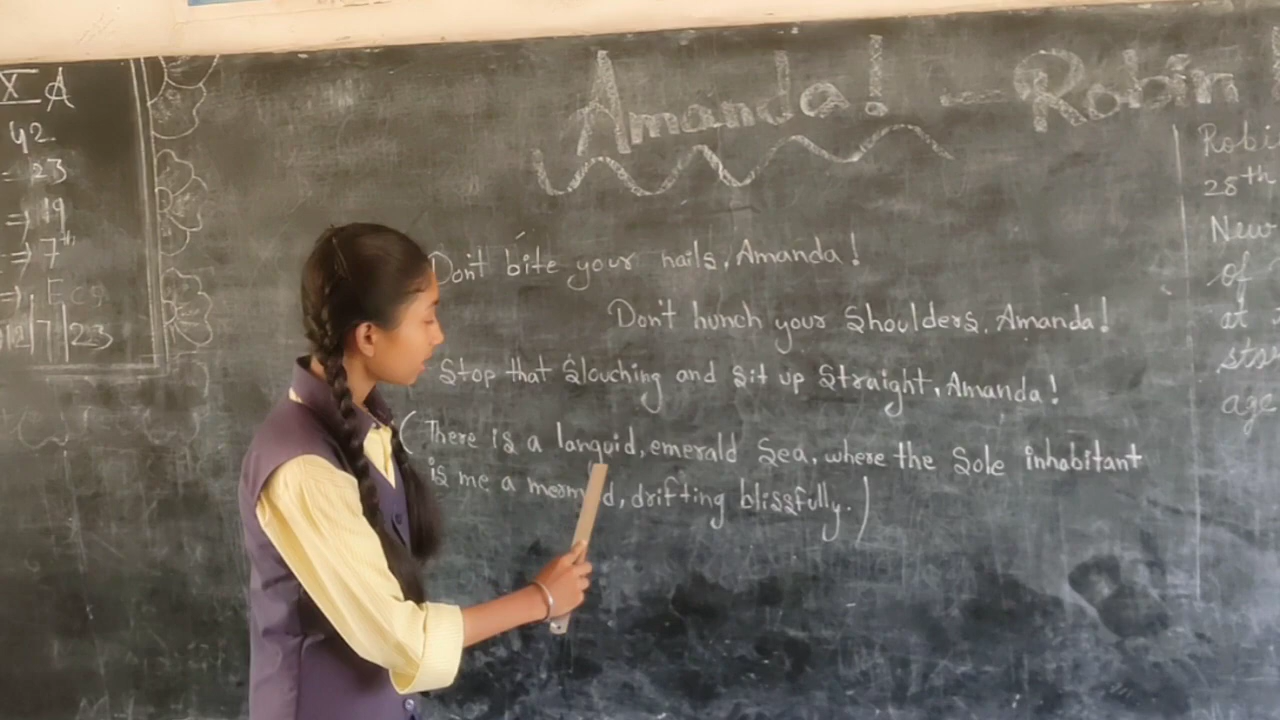 X A
42
= 23
=> 19
=> 7th
=> Eco
12/7/23
Amanda! - Robin
Don't bite your nails, Amanda!
Don't hunch your Shoulders, Amanda!
Stop that Slouching and Sit up Straight, Amanda!
(There is a languid, emerald Sea, where the Sole inhabitant
is me a mermaid, drifting blissfully.)
28th
New
of
at
age